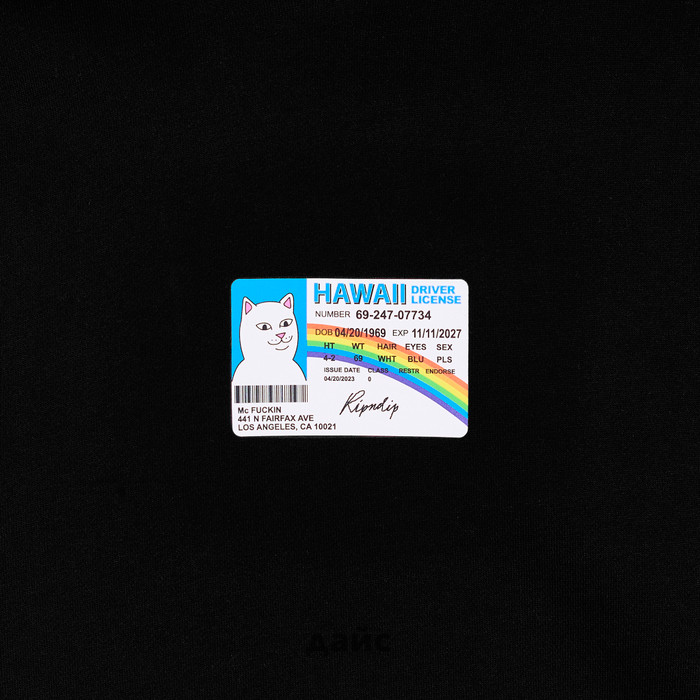 HAWAII DRIVER LICENSE
NUMBER 69-247-07734
DOB 04/20/1969 EXP 11/11/2027
HT WT HAIR EYES SEX
4-2 69 WHT BLU PLS
ISSUE DATE CLASS RESTR ENDORSE
04/20/2023 0
Ripndip
Mc FUCKIN
441 N FAIRFAX AVE
LOS ANGELES, CA 10021
дайс